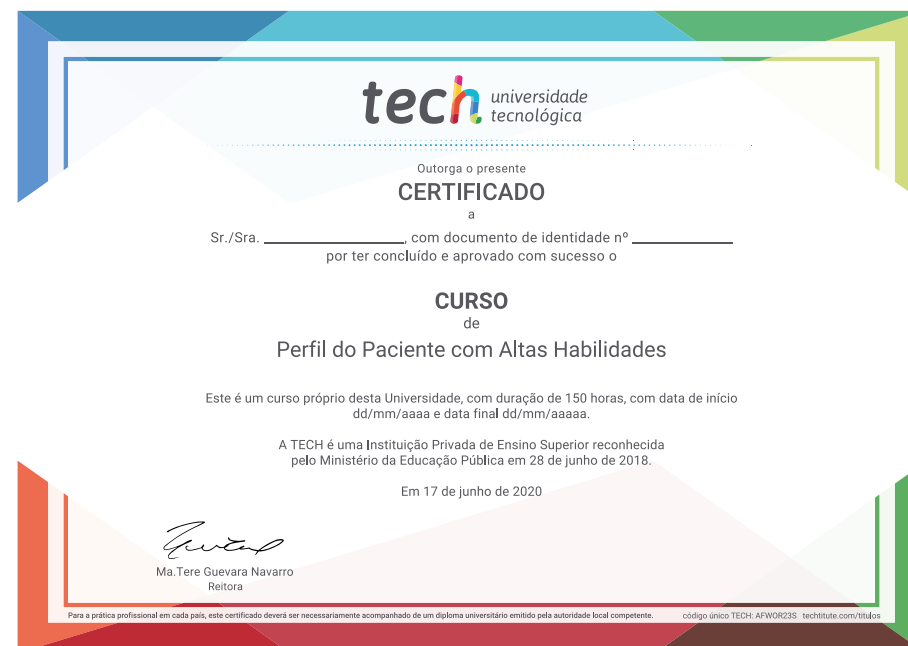 tech universidade
tecnológica
Outorga o presente
CERTIFICADO
a
Sr./Sra. ____________________, com documento de identidade nº ______________
por ter concluído e aprovado com sucesso o
CURSO
de
Perfil do Paciente com Altas Habilidades
Este é um curso próprio desta Universidade, com duração de 150 horas, com data de início
dd/mm/aaaa e data final dd/mm/aaaaa.
A TECH é uma Instituição Privada de Ensino Superior reconhecida
pelo Ministério da Educação Pública em 28 de junho de 2018.
Em 17 de junho de 2020
Ma.Tere Guevara Navarro
Reitora
Para a prática profissional em cada país, este certificado deverá ser necessariamente acompanhado de um diploma universitário emitido pela autoridade local competente. código único TECH: AFWOR23S techtitute.com/titulos